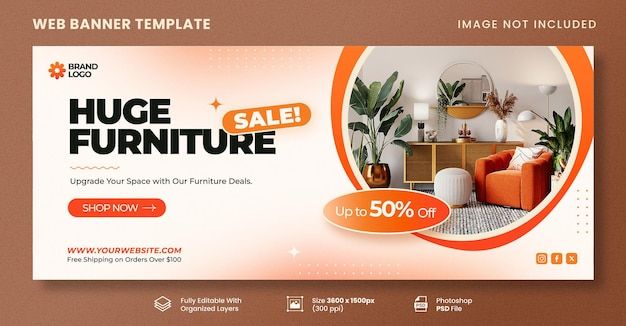 WEB BANNER TEMPLATE
IMAGE NOT INCLUDED
BRAND
LOGO
HUGE
SALE!
FURNITURE
Upgrade Your Space with Our Furniture Deals.
SHOP NOW
Up to 50% Off
WWW.YOURWEBSITE.COM
Free Shipping on Orders Over $100
Fully Editable With
Organized Layers
Size 3600 x 1500px
(300 ppi)
Photoshop
PSD File